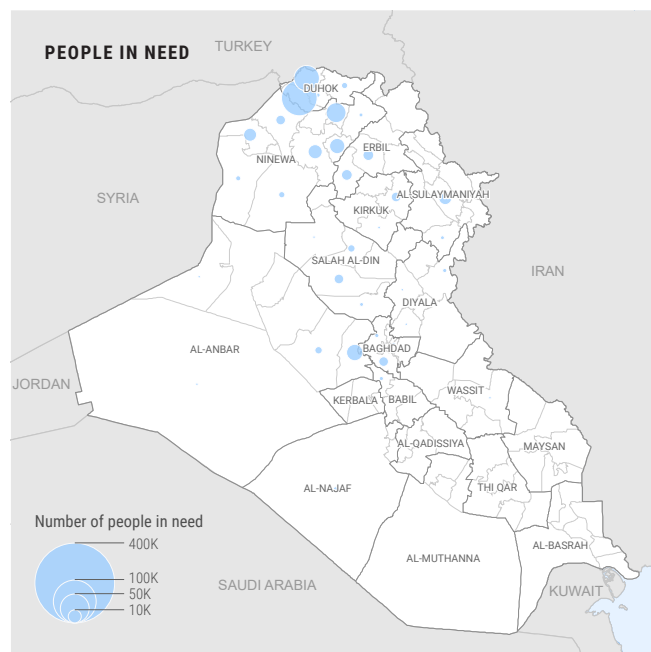 PEOPLE IN NEED
TURKEY
DUHOK
ERBIL
NINEWA
AL-SULAYMANIYAH
SYRIA
KIRKUK
SALAH AL-DIN
IRAN
DIYALA
AL-ANBAR
BAGHDAD
JORDAN
WASSIT
KERBALA
BABIL
AL-QADISSIYA
MAYSAN
AL-NAJAF
THI QAR
Number of people in need
400K
100K
50K
10K
AL-BASRAH
AL-MUTHANNA
SAUDI ARABIA
KUWAIT